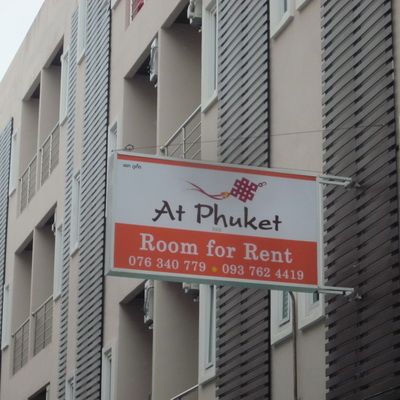 At Phuket
Room for Rent
076 340 779 • 093 762 4419